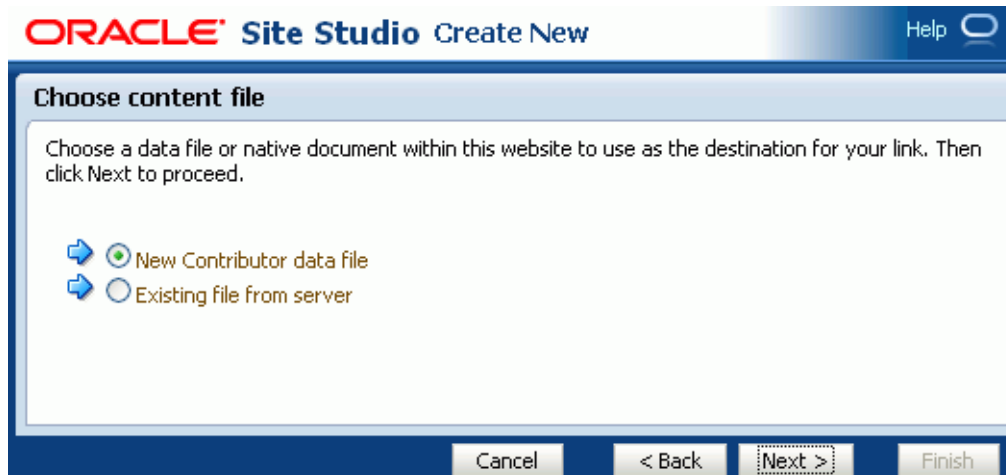 ORACLE Site Studio Create New
Help
Choose content file
Choose a data file or native document within this website to use as the destination for your link. Then
click Next to proceed.
New Contributor data file
Existing file from server
Cancel
< Back
Next >
Finish